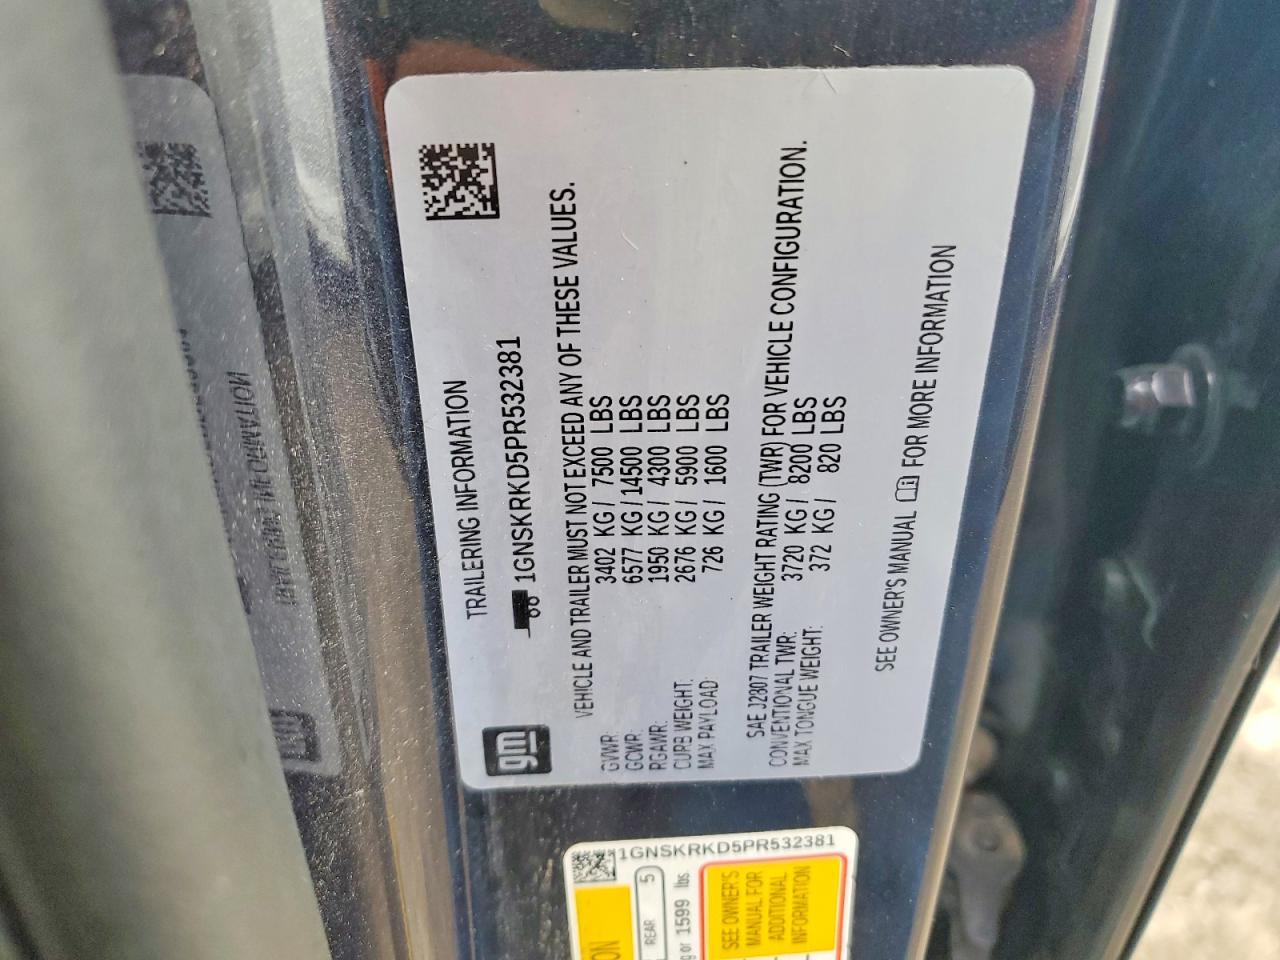 TRAILERING INFORMATION
gm
1GNSKRKD5PR532381
VEHICLE AND TRAILER MUST NOT EXCEED ANY OF THESE VALUES.
GVWR: 3402 KG / 7500 LBS
GCWR: 6577 KG / 14500 LBS
RGAWR: 1950 KG / 4300 LBS
CURB WEIGHT: 2676 KG / 5900 LBS
MAX PAYLOAD: 726 KG / 1600 LBS
SAE J2807 TRAILER WEIGHT RATING (TWR) FOR VEHICLE CONFIGURATION.
CONVENTIONAL TWR: 3720 KG / 8200 LBS
MAX TONGUE WEIGHT: 372 KG / 820 LBS
SEE OWNER'S MANUAL FOR MORE INFORMATION
1GNSKRKD5PR532381
REAR 5
or 1599 lbs
SEE OWNER'S
MANUAL FOR
ADDITIONAL
INFORMATION